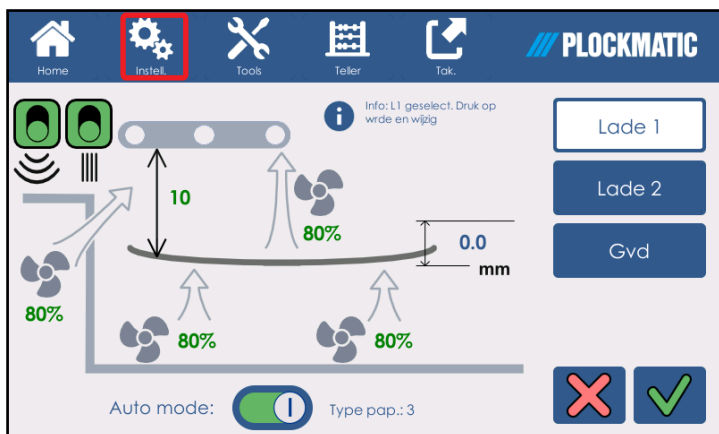 Home
Instell.
Tools
Teller
Tak.
PLOCKMATIC
Info: L1 geselect. Druk op
wrde en wijzig
Lade 1
Lade 2
Gvd
10
80%
0.0
mm
80%
80%
80%
Auto mode:
Type pap.: 3